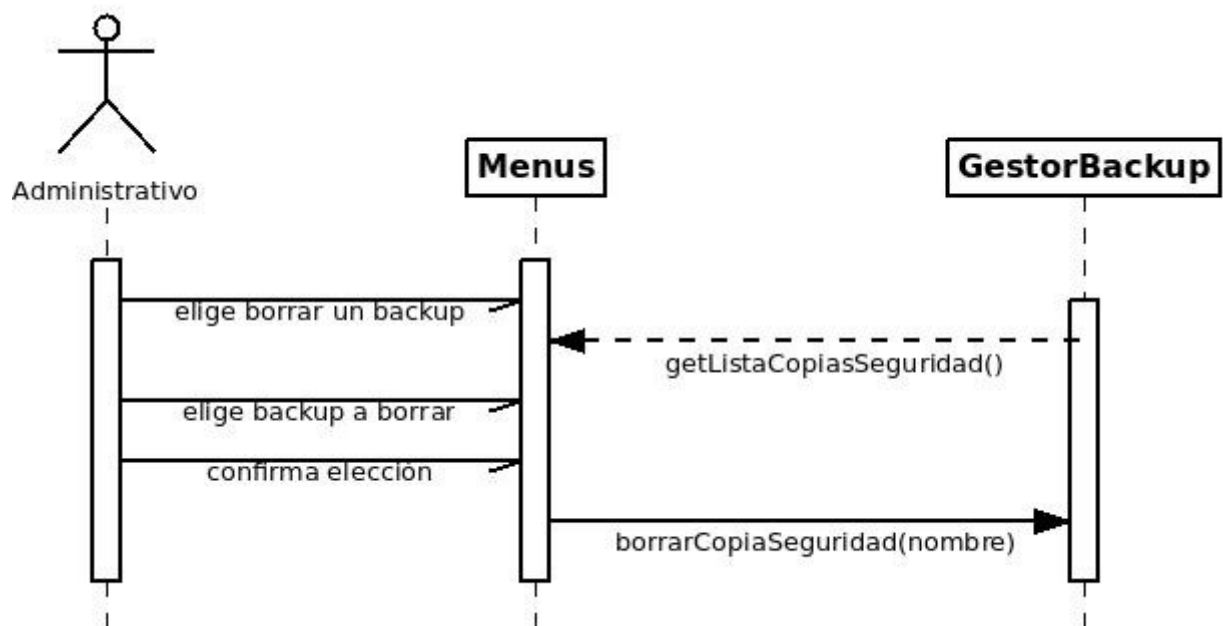 Administrativo
Menus
GestorBackup
elige borrar un backup
getListaCopiasSeguridad()
elige backup a borrar
confirma elección
borrarCopiaSeguridad(nombre)